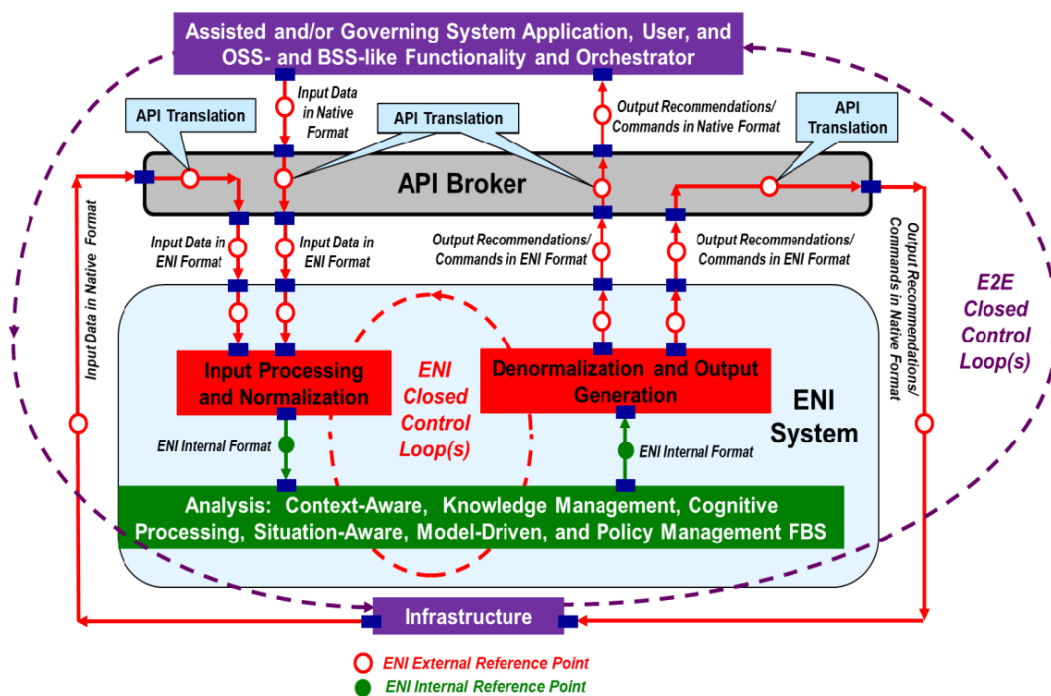 Assisted and/or Governing System Application, User, and
OSS- and BSS-like Functionality and Orchestrator
API Translation
Input Data
in Native
Format
API Translation
Output Recommendations/
Commands in Native Format
API
Translation
API Broker
Input Data in Native Format
Input Data in
ENI Format
Input Data in
ENI Format
Output Recommendations/
Commands in ENI Format
Output Recommendations/
Commands in ENI Format
Output Recommendations/
Commands in Native Format
E2E
Closed
Control
Loop(s)
Input Processing
and Normalization
ENI
Closed
Control
Loop(s)
Denormalization and Output
Generation
ENI
System
ENI Internal Format
ENI Internal Format
Analysis: Context-Aware, Knowledge Management, Cognitive
Processing, Situation-Aware, Model-Driven, and Policy Management FBS
Infrastructure
ENI External Reference Point
ENI Internal Reference Point